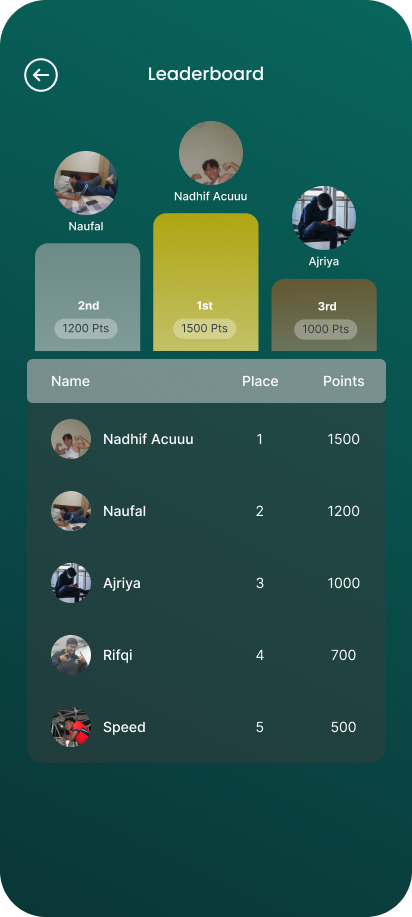 Leaderboard
Nadhif Acuuu
Naufal
Ajriya
2nd
1200 Pts
1st
1500 Pts
3rd
1000 Pts
Name Place Points
Nadhif Acuuu 1 1500
Naufal 2 1200
Ajriya 3 1000
Rifqi 4 700
Speed 5 500